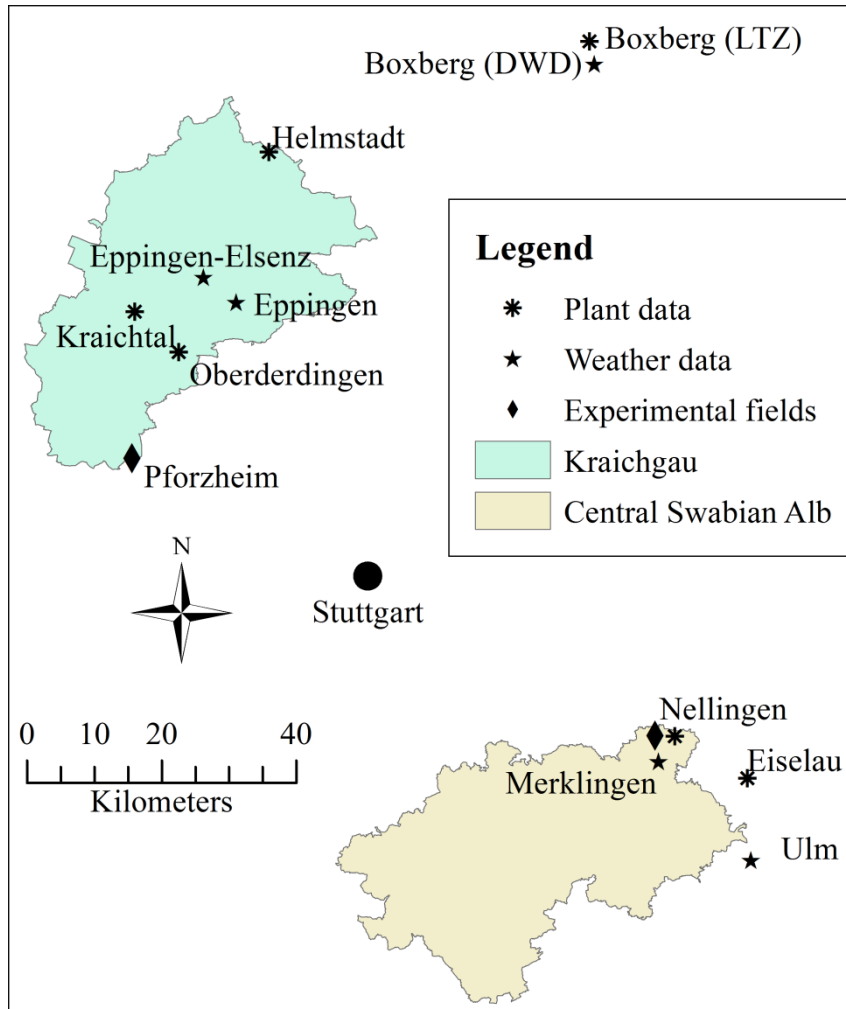 Boxberg (LTZ)
Boxberg (DWD)
Helmstadt
Eppingen-Elsenz
Eppingen
Kraichtal
Oberderdingen
Pforzheim
Legend
Plant data
Weather data
Experimental fields
Kraichgau
Central Swabian Alb
N
Stuttgart
0 10 20 40
Kilometers
Nellingen
Eiselau
Merklingen
Ulm